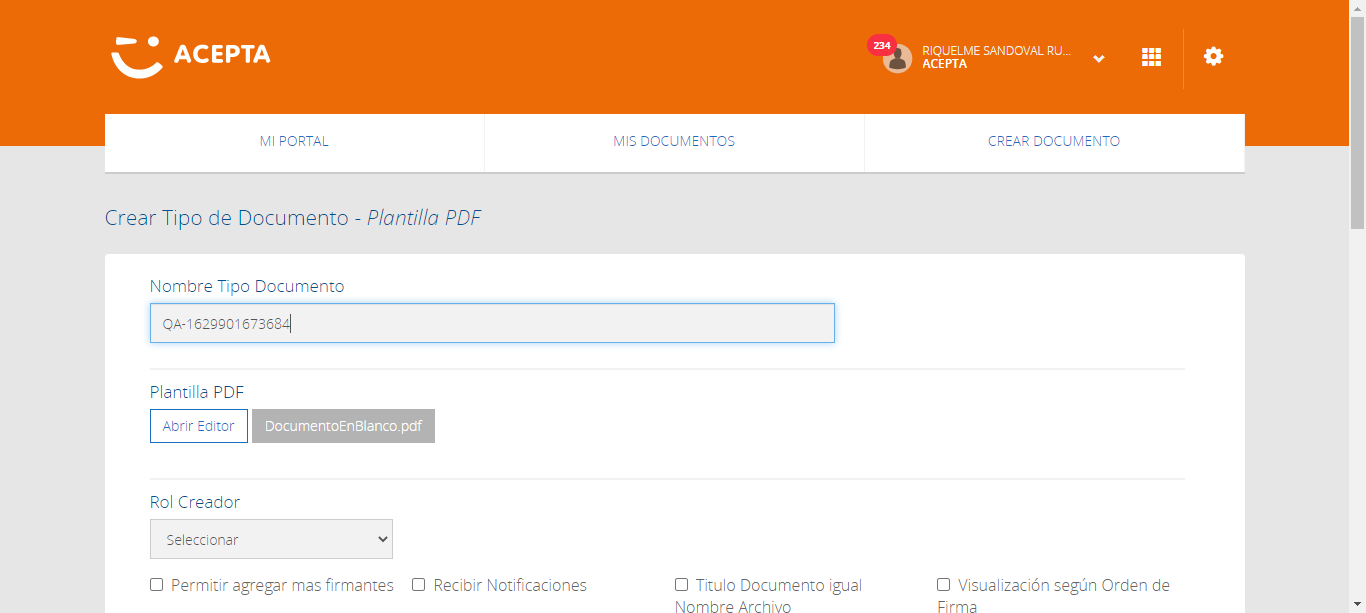 ACEPTA
234
RIQUELME SANDOVAL RU...
ACEPTA
MI PORTAL
MIS DOCUMENTOS
CREAR DOCUMENTO
Crear Tipo de Documento - Plantilla PDF
Nombre Tipo Documento
QA-1629901673684
Plantilla PDF
Abrir Editor
DocumentoEnBlanco.pdf
Rol Creador
Seleccionar
Permitir agregar mas firmantes
Recibir Notificaciones
Titulo Documento igual
Nombre Archivo
Visualización según Orden de
Firma